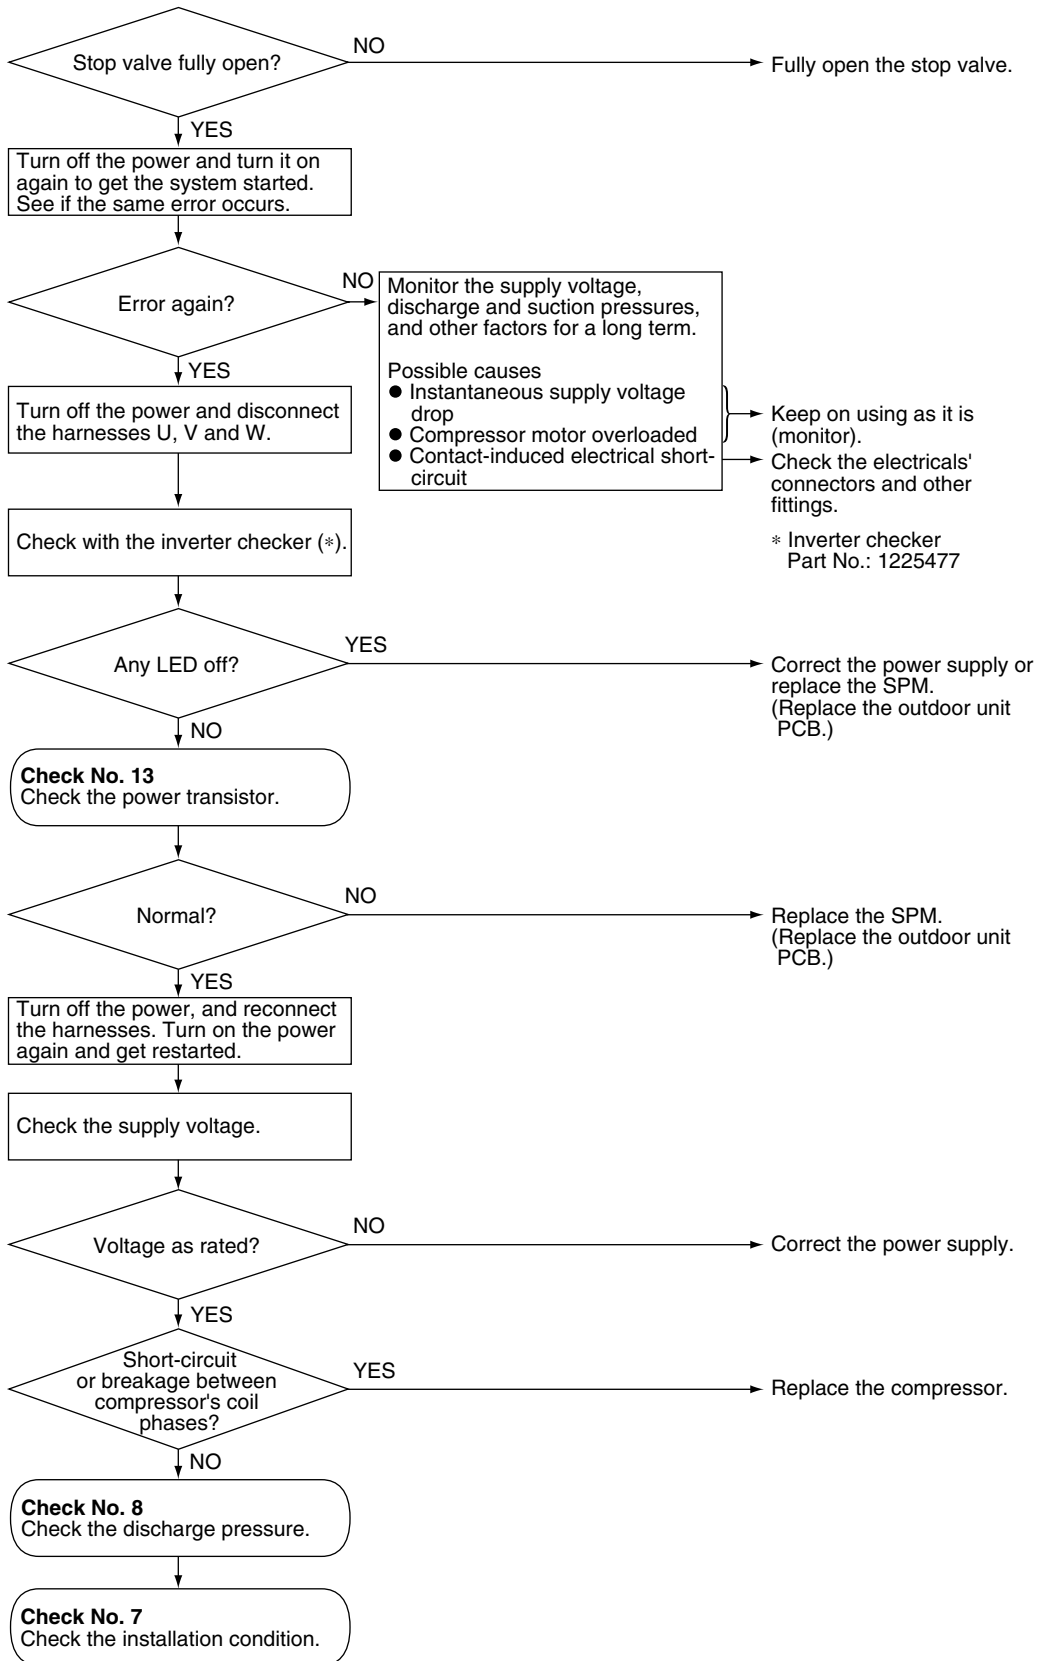 Stop valve fully open?
NO
Fully open the stop valve.
YES
Turn off the power and turn it on
again to get the system started.
See if the same error occurs.
Error again?
NO
Monitor the supply voltage,
discharge and suction pressures,
and other factors for a long term.
Possible causes
● Instantaneous supply voltage
drop
● Compressor motor overloaded
● Contact-induced electrical short-
circuit
Keep on using as it is
(monitor).
Check the electricals'
connectors and other
fittings.
* Inverter checker
Part No.: 1225477
YES
Turn off the power and disconnect
the harnesses U, V and W.
Check with the inverter checker (*).
Any LED off?
YES
Correct the power supply or
replace the SPM.
(Replace the outdoor unit
PCB.)
NO
Check No. 13
Check the power transistor.
Normal?
NO
Replace the SPM.
(Replace the outdoor unit
PCB.)
YES
Turn off the power, and reconnect
the harnesses. Turn on the power
again and get restarted.
Check the supply voltage.
Voltage as rated?
NO
Correct the power supply.
YES
Short-circuit
or breakage between
compressor's coil
phases?
YES
Replace the compressor.
NO
Check No. 8
Check the discharge pressure.
Check No. 7
Check the installation condition.